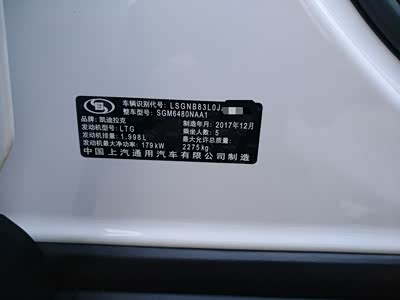 车辆识别代号: LSGNB83L0J
整车型号: SGM6480NAA1
品牌: 凯迪拉克 制造年月: 2017年12月
发动机型号: LTG 乘坐人数: 5
发动机排量: 1.998L 最大允许总质量:
发动机最大净功率: 179kW 2275kg
中国上汽通用汽车有限公司制造